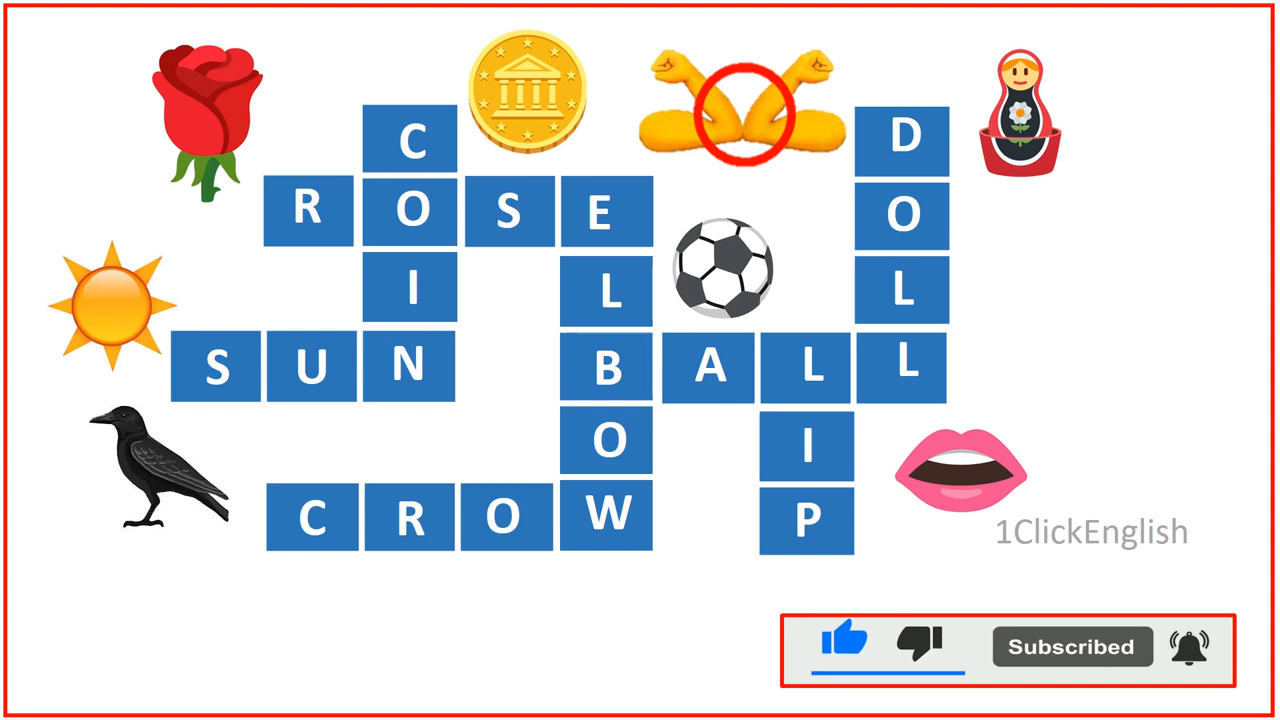 C D
R O S E O
I L L
S U N B A L L
O I
C R O W P
1ClickEnglish
Subscribed